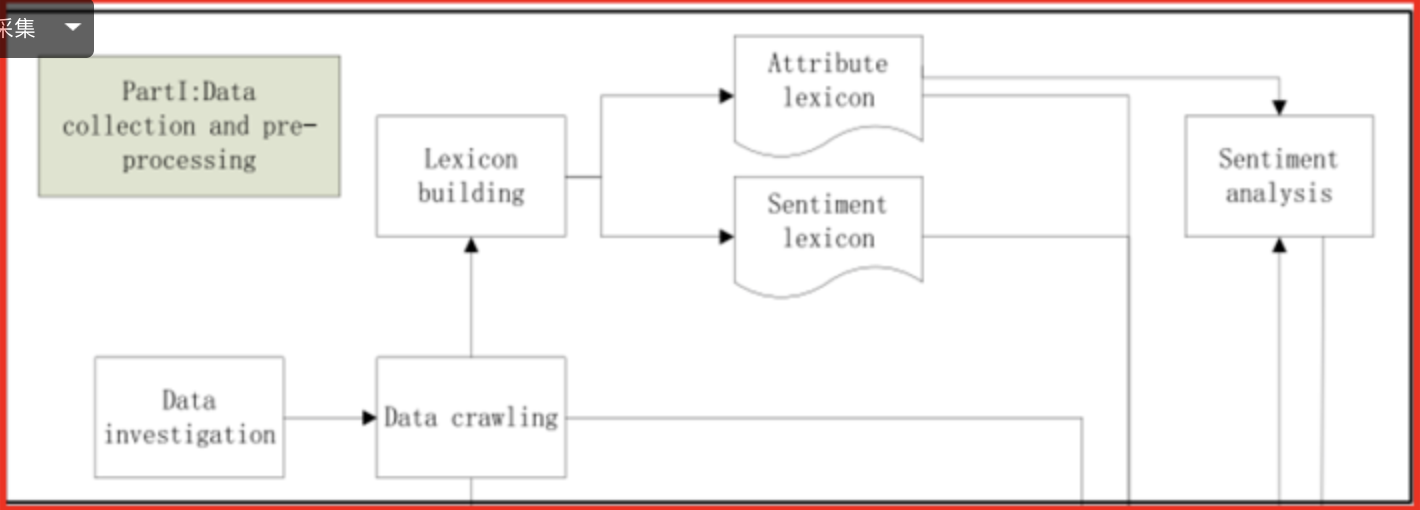 采集
PartI:Data
collection and pre-
processing
Lexicon
building
Attribute
lexicon
Sentiment
lexicon
Sentiment
analysis
Data
investigation
Data crawling